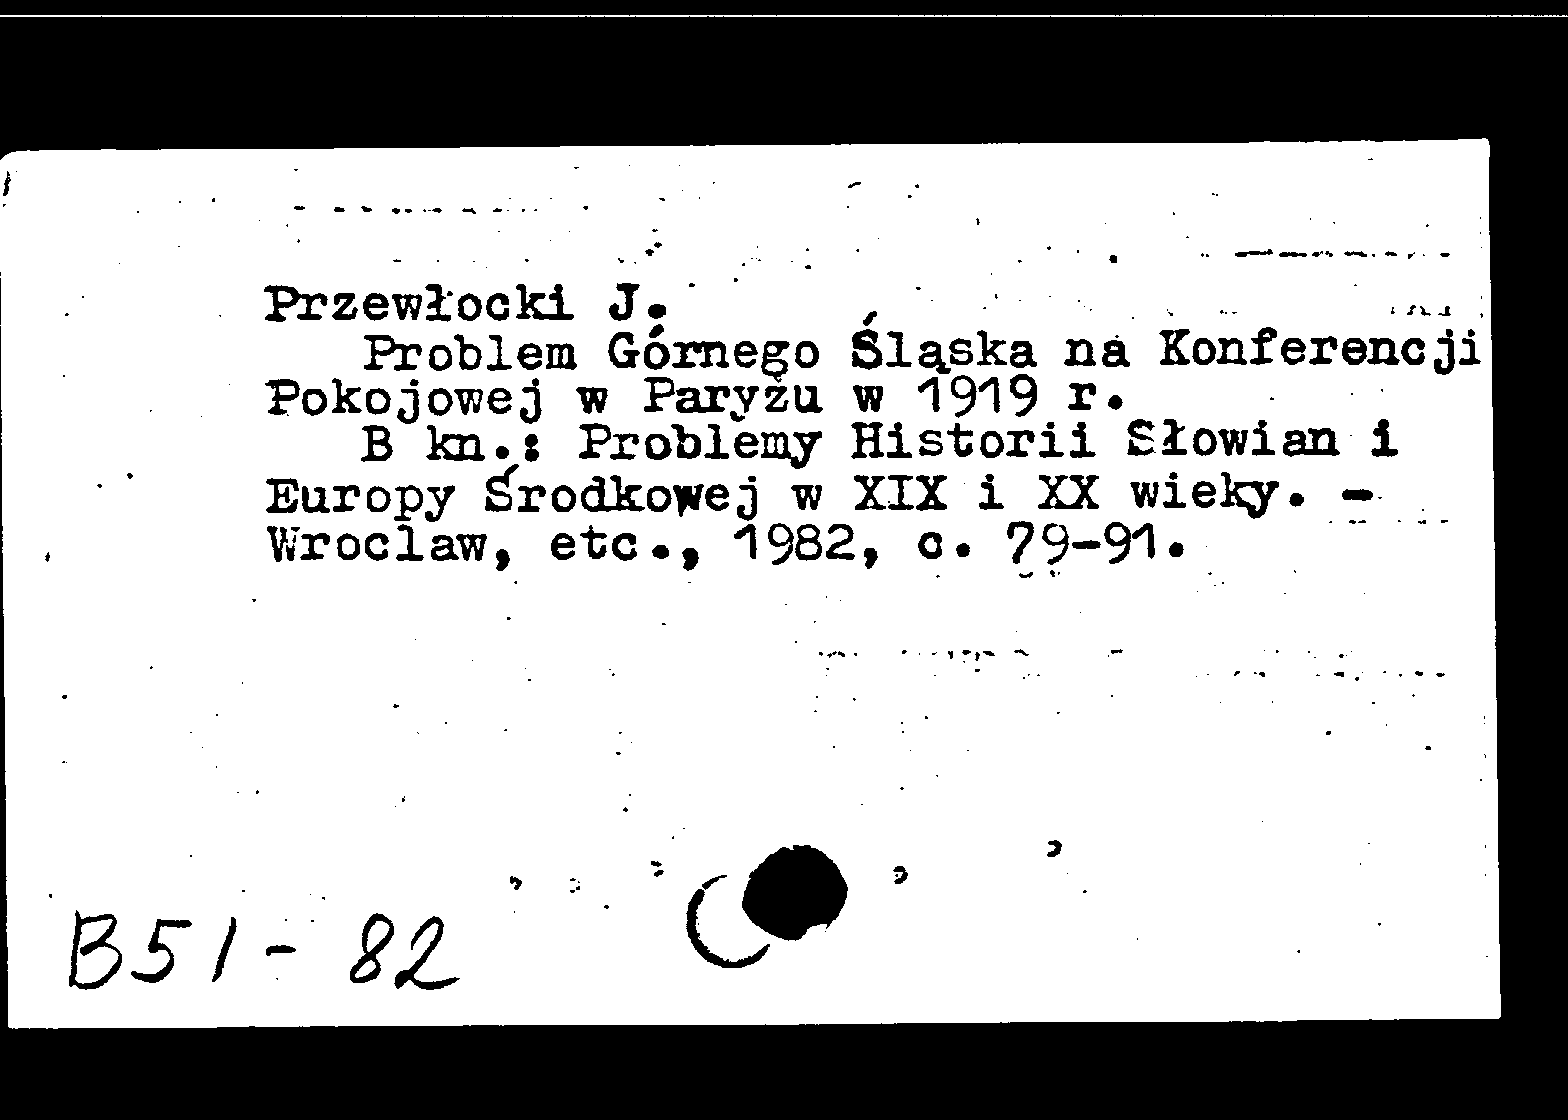 Przewłocki J.
Problem Górnego Śląska na Konferencji
Pokojowej w Paryżu w 1919 r.
В kn.: Problemy Historii Słowian i
Europy Środkowej w XIX i XX wieky. -
Wroclaw, etc., 1982, c. 79-91.
B51-82